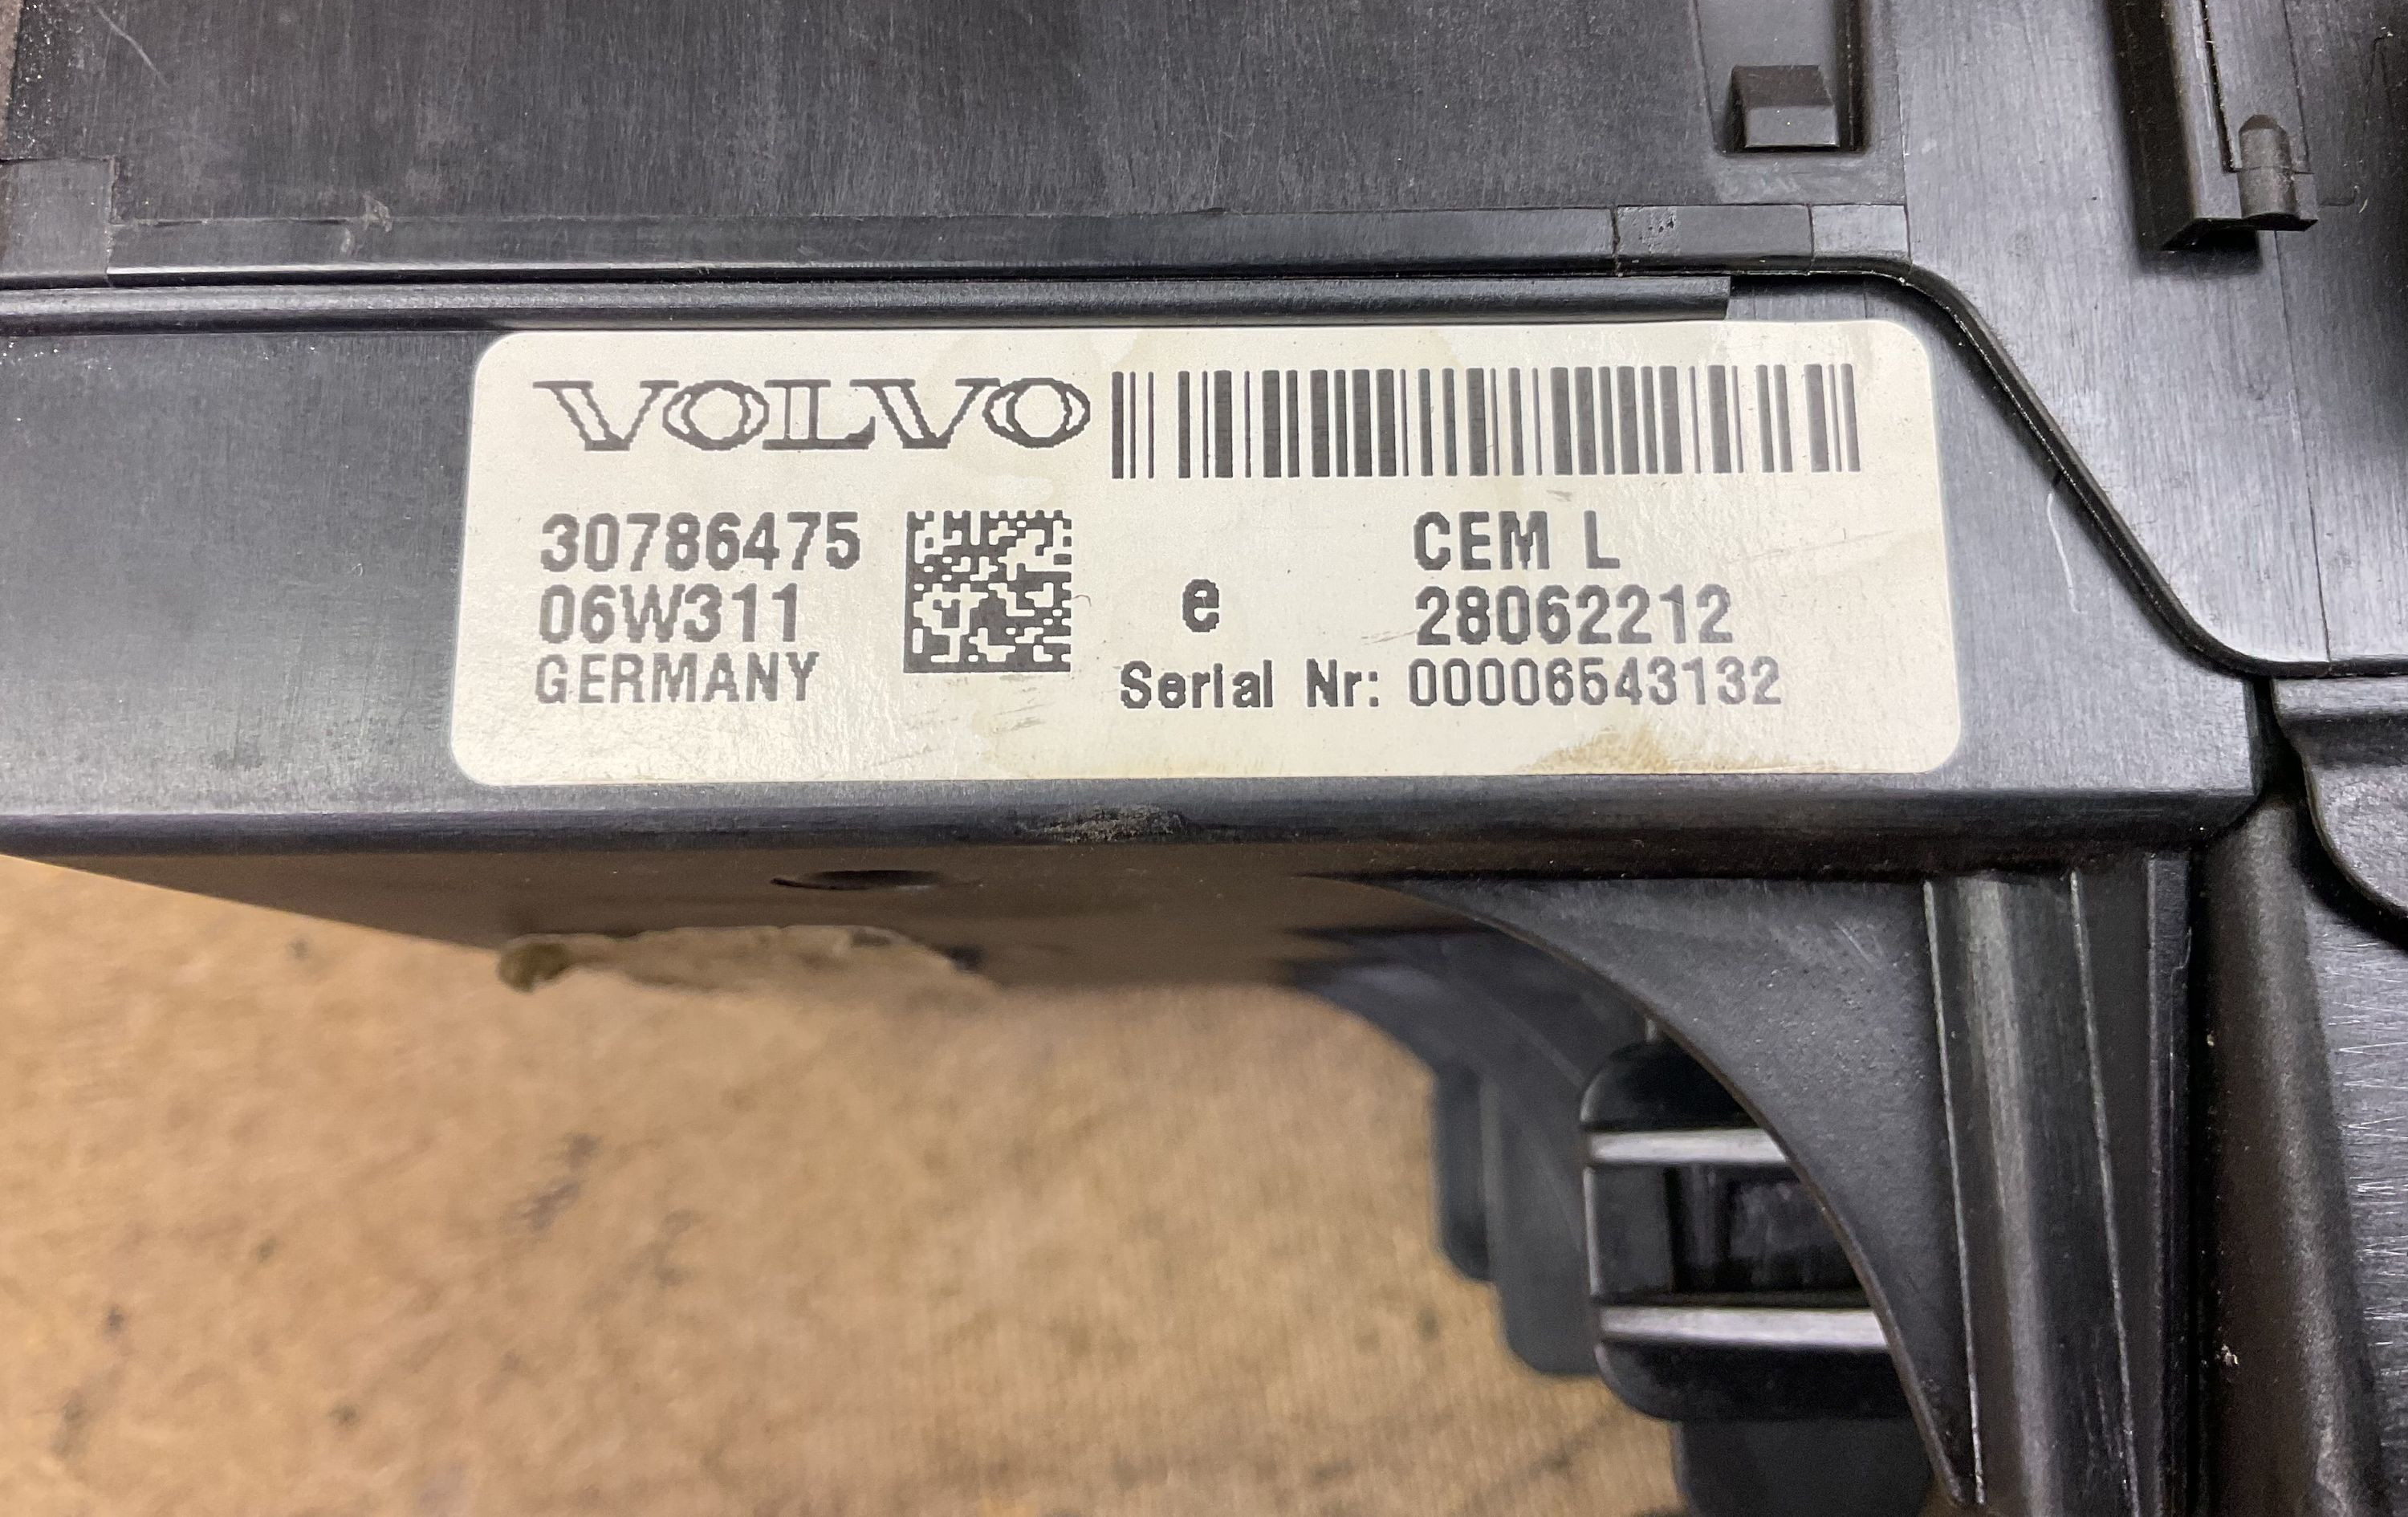 VOLVO
30786475
06W311
GERMANY
e
CEM L
28062212
Serial Nr: 00006543132